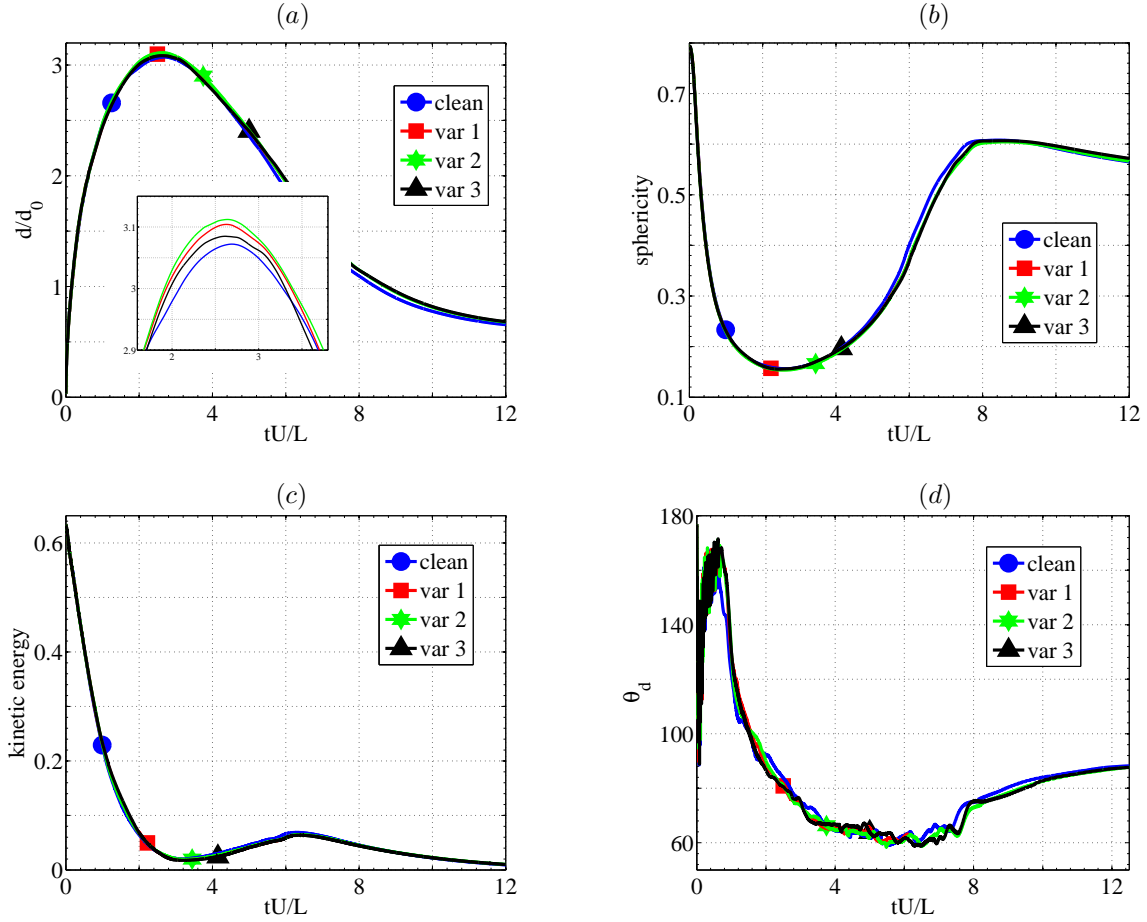 (a)
3
2
1
0
0
4
8
12
d/d0
tU/L
clean
var 1
var 2
var 3
3.1
3
2.9
2
3
(b)
0.7
0.5
0.3
0.1
0
4
8
12
sphericity
tU/L
clean
var 1
var 2
var 3
(c)
0.6
0.4
0.2
0
0
4
8
12
kinetic energy
tU/L
clean
var 1
var 2
var 3
(d)
180
140
100
60
0
4
8
12
θd
tU/L
clean
var 1
var 2
var 3